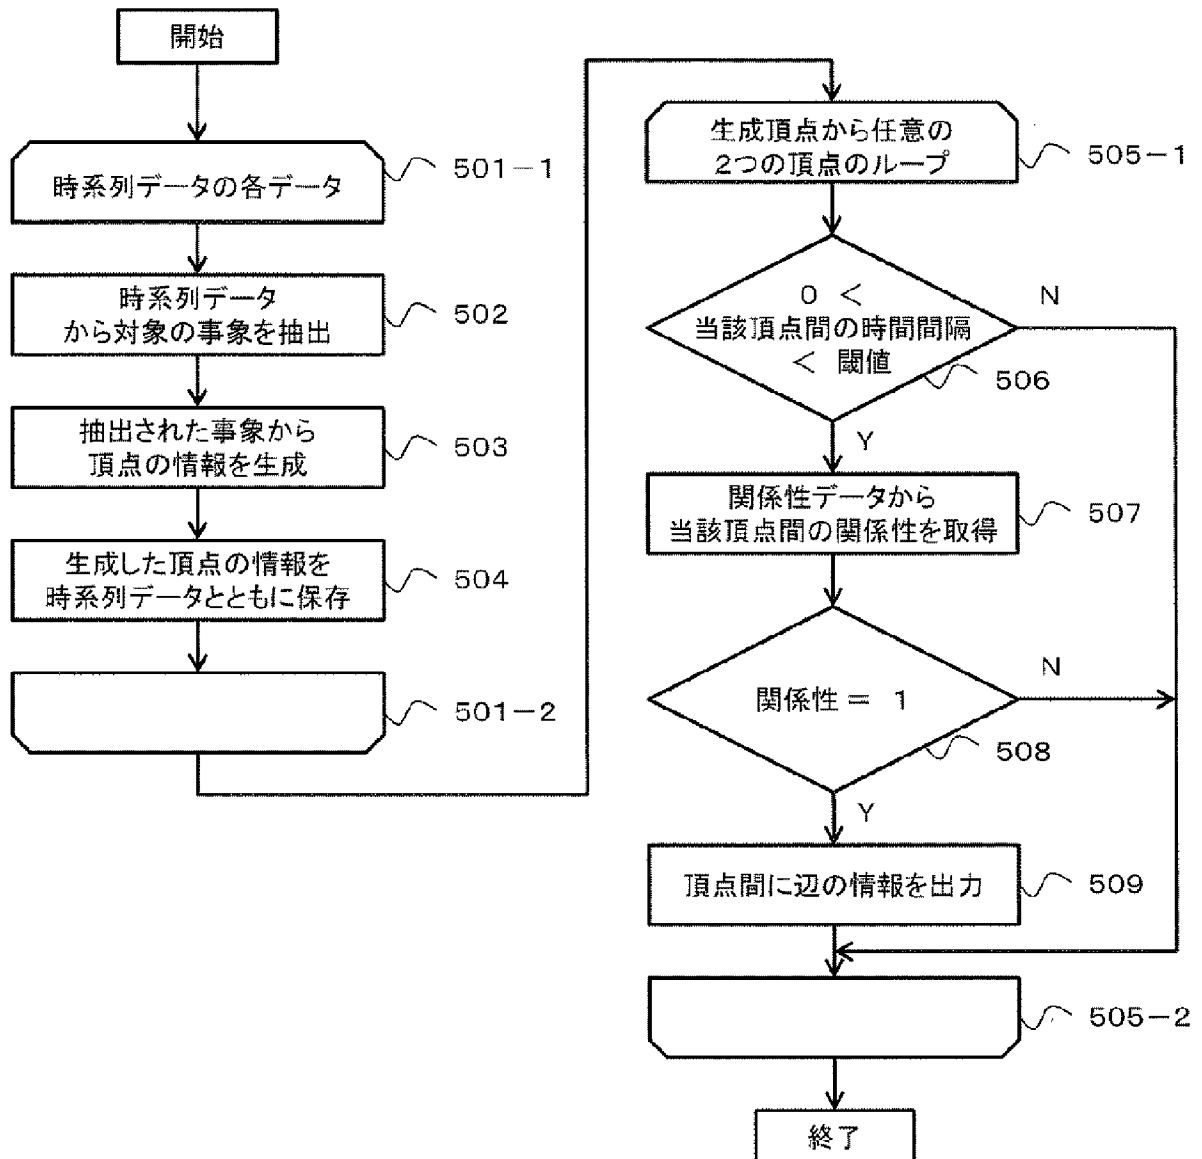 開始
時系列データの各データ
501-1
時系列データ
から対象の事象を抽出
502
抽出された事象から
頂点の情報を生成
503
生成した頂点の情報を
時系列データとともに保存
504
501-2
生成頂点から任意の
2つの頂点のループ
505-1
0 <
当該頂点間の時間間隔
< 閾値
N
506
Y
関係性データから
当該頂点間の関係性を取得
507
関係性 = 1
N
508
Y
頂点間に辺の情報を出力
509
505-2
終了